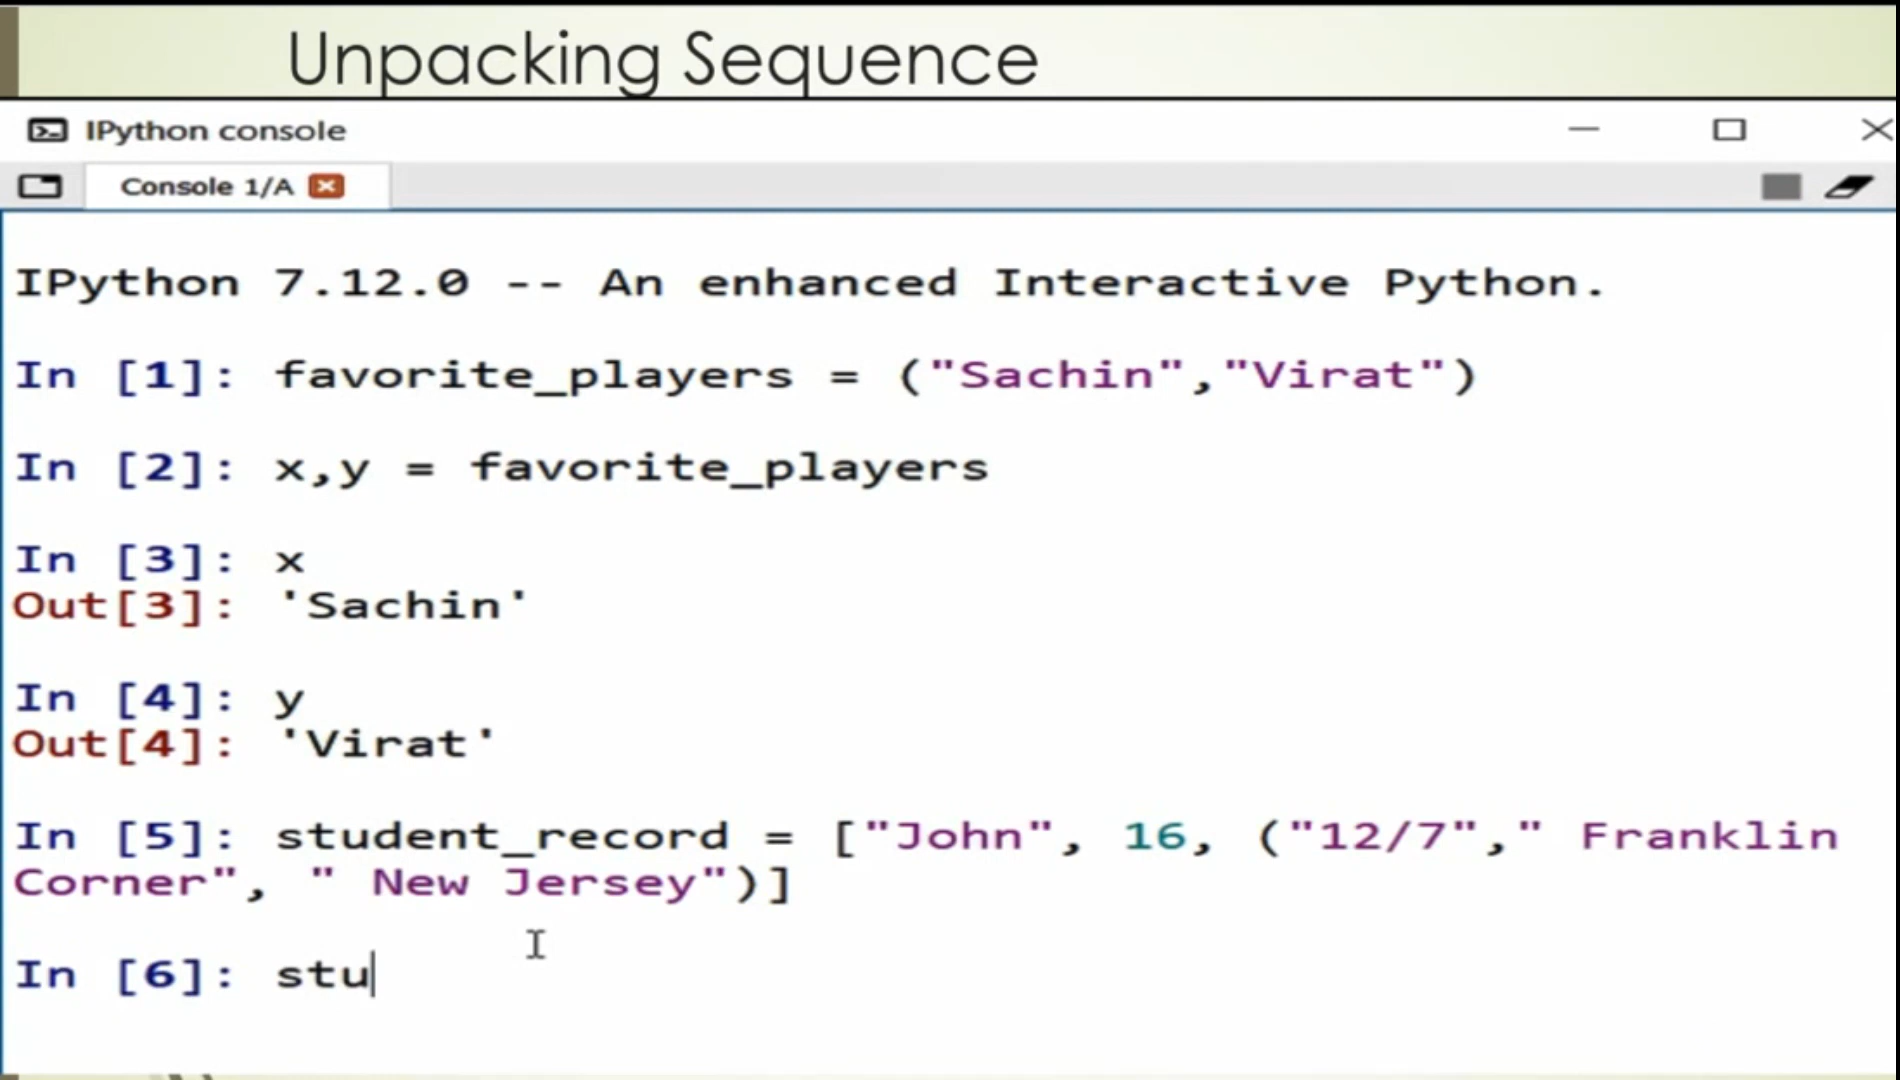 Unpacking Sequence
IPython console
Console 1/A
IPython 7.12.0 -- An enhanced Interactive Python.
In [1]: favorite_players = ("Sachin","Virat")
In [2]: x,y = favorite_players
In [3]: x
Out[3]: 'Sachin'
In [4]: y
Out[4]: 'Virat'
In [5]: student_record = ["John", 16, ("12/7"," Franklin
Corner", " New Jersey")]
In [6]: stu